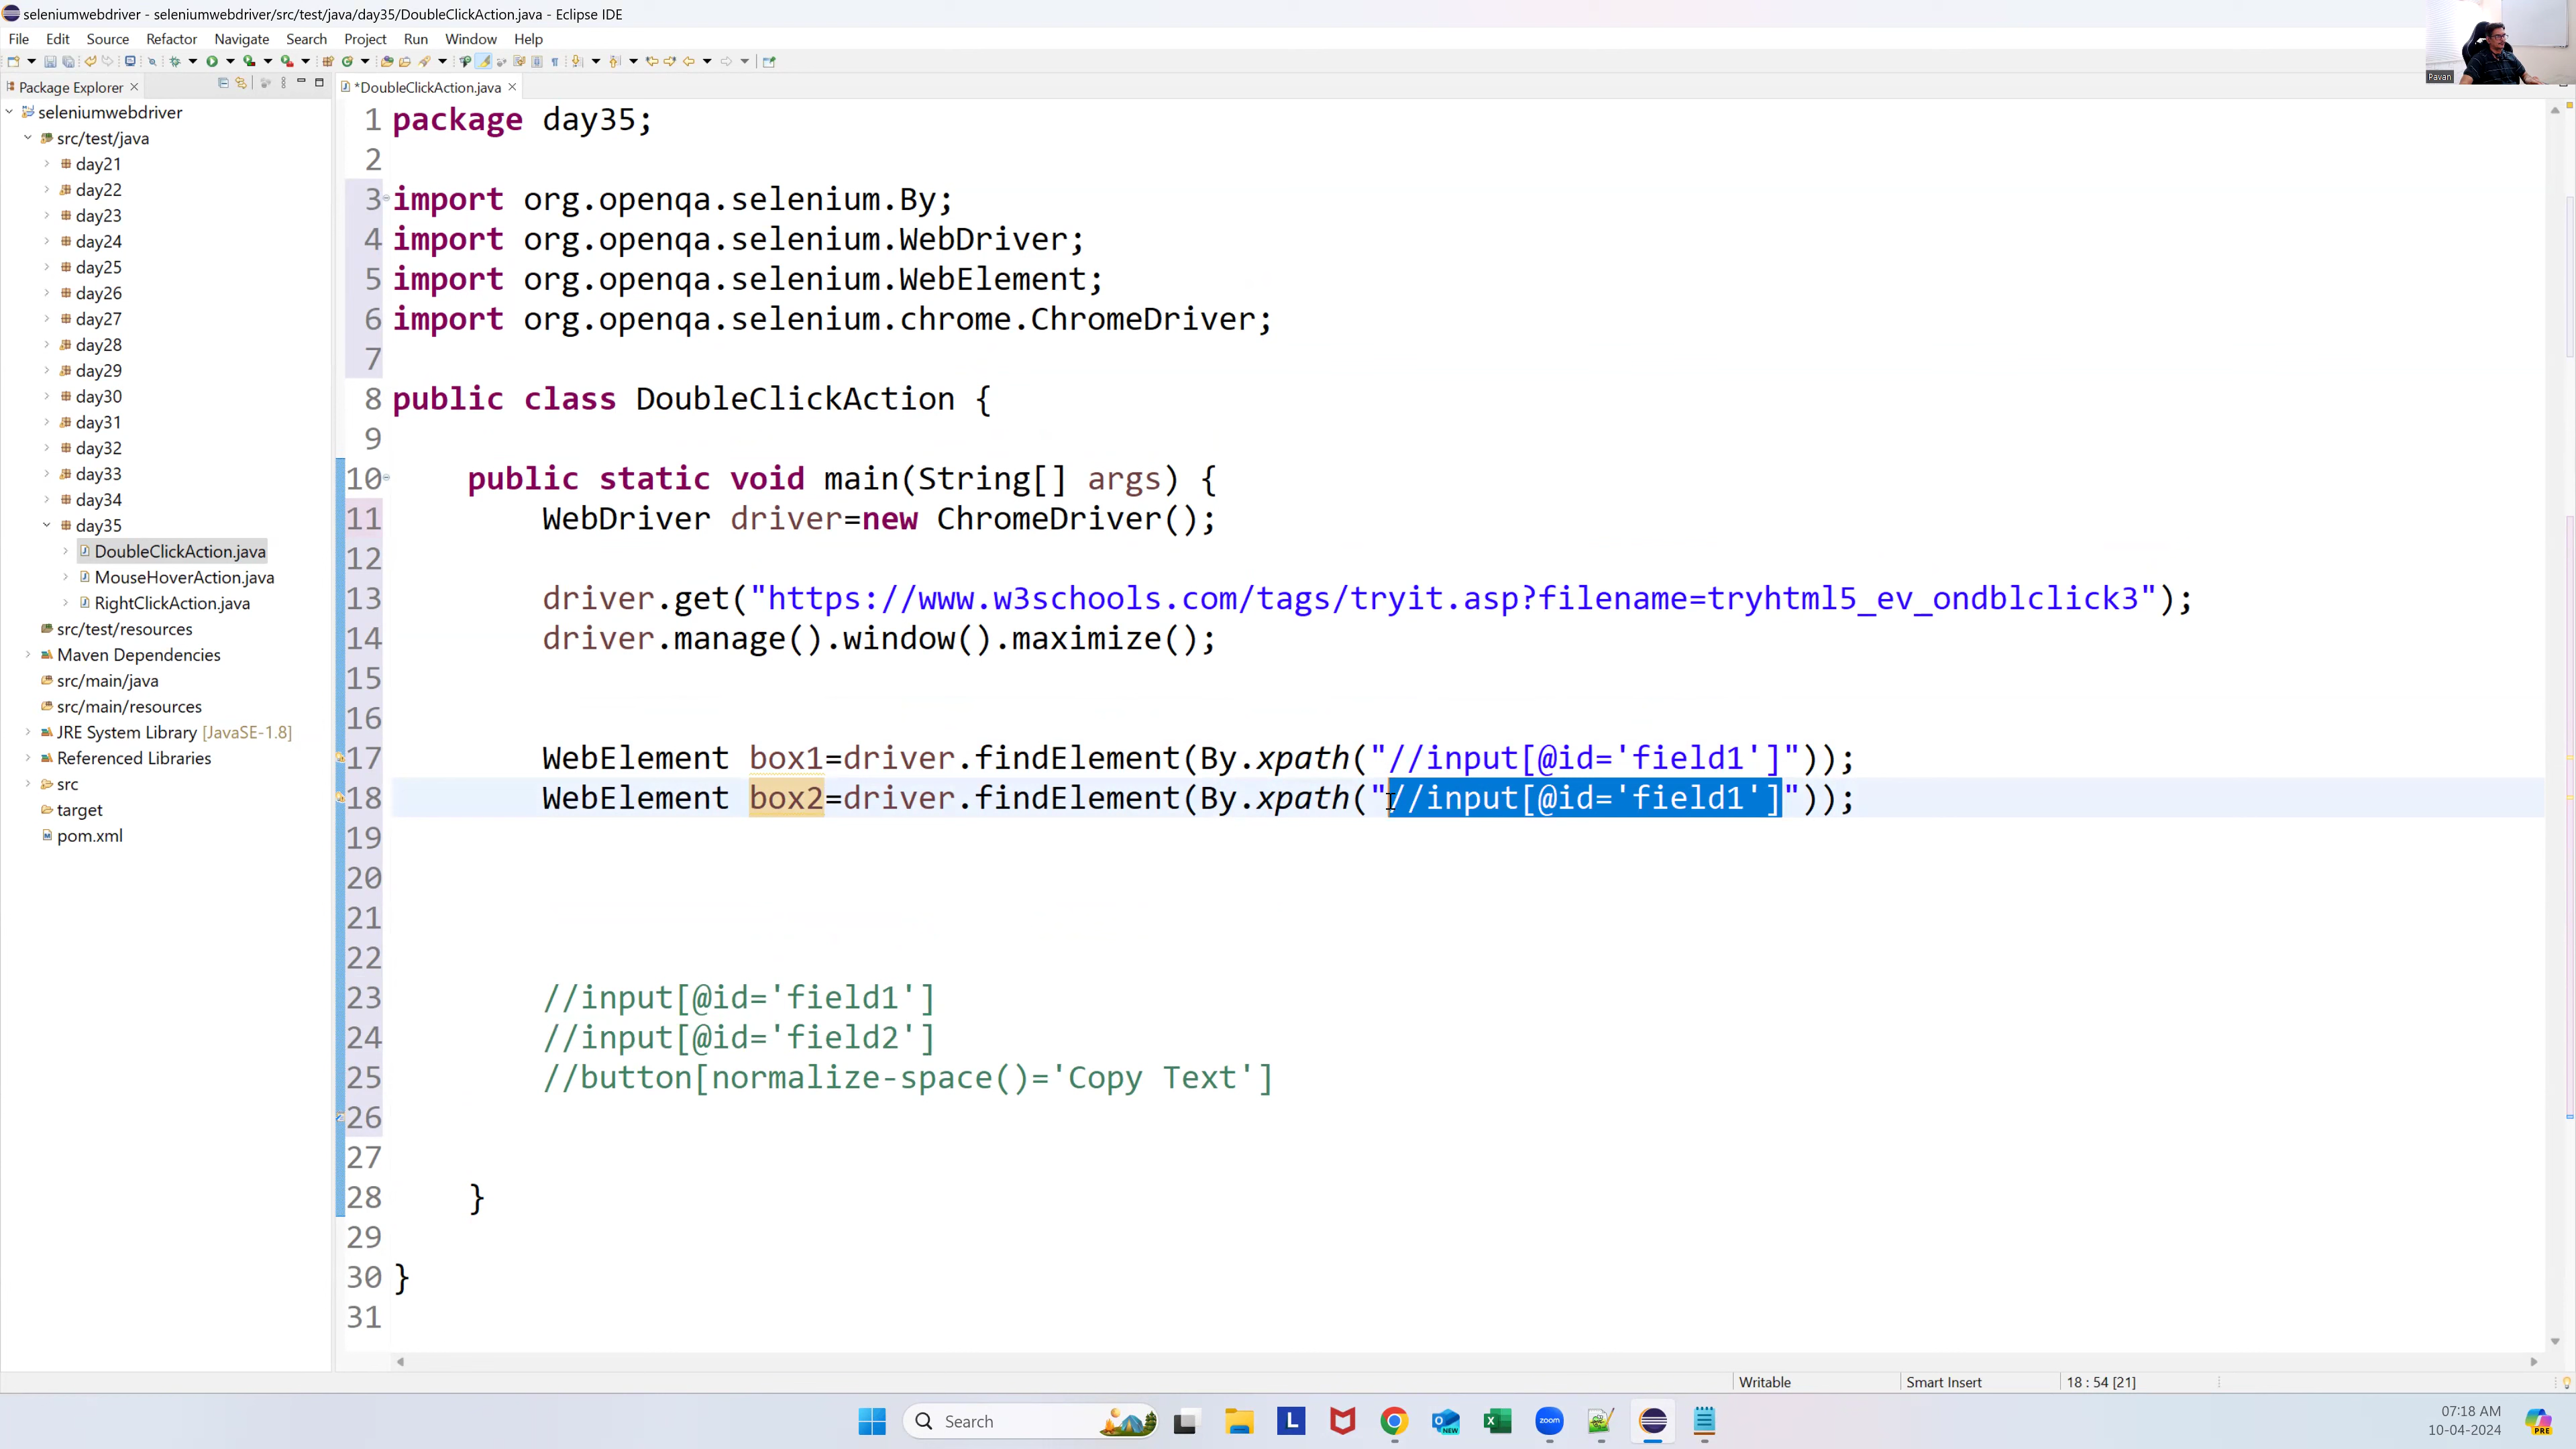 seleniumwebdriver - seleniumwebdriver/src/test/java/day35/DoubleClickAction.java - Eclipse IDE
File Edit Source Refactor Navigate Search Project Run Window Help
Pavan
Package Explorer
*DoubleClickAction.java
seleniumwebdriver
src/test/java
day21
day22
day23
day24
day25
day26
day27
day28
day29
day30
day31
day32
day33
day34
day35
DoubleClickAction.java
MouseHoverAction.java
RightClickAction.java
src/test/resources
Maven Dependencies
src/main/java
src/main/resources
JRE System Library [JavaSE-1.8]
Referenced Libraries
src
target
pom.xml
1 package day35;
2
3 import org.openqa.selenium.By;
4 import org.openqa.selenium.WebDriver;
5 import org.openqa.selenium.WebElement;
6 import org.openqa.selenium.chrome.ChromeDriver;
7
8 public class DoubleClickAction {
9
10 public static void main(String[] args) {
11 WebDriver driver=new ChromeDriver();
12
13 driver.get("https://www.w3schools.com/tags/tryit.asp?filename=tryhtml5_ev_ondblclick3");
14 driver.manage().window().maximize();
15
16
17 WebElement box1=driver.findElement(By.xpath("//input[@id='field1']"));
18 WebElement box2=driver.findElement(By.xpath("//input[@id='field1']"));
19
20
21
22
23 //input[@id='field1']
24 //input[@id='field2']
25 //button[normalize-space()='Copy Text']
26
27
28 }
29
30 }
31
Writable Smart Insert 18 : 54 [21]
Search
L
NEW
zoom
07:18 AM
10-04-2024
PRE